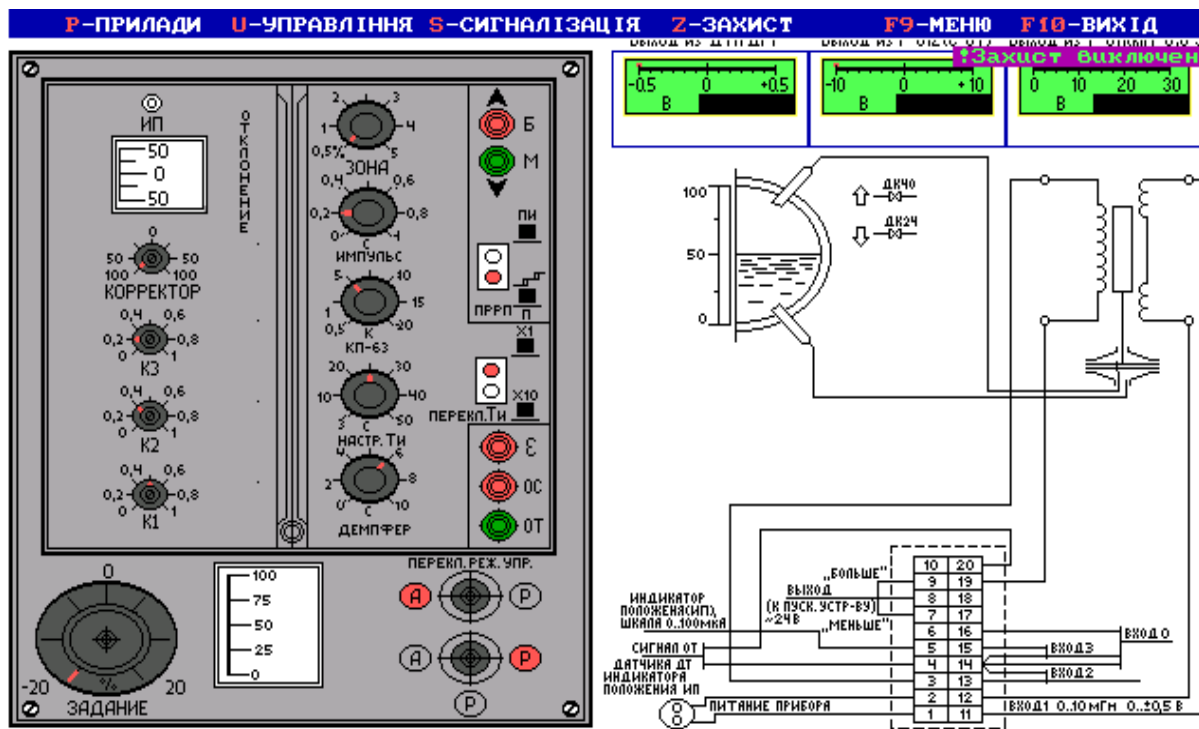 P-ПРИЛАДИ U-УПРАВЛІННЯ S-СИГНАЛІЗАЦІЯ Z-ЗАХИСТ F9-МЕНЮ F10-ВИХІД
!Захист виключен
-0.5 0 +0.5
В
-10 0 +10
В
0 10 20 30
В
ИП
50
0
50
ОТКЛОНЕНИЕ
0
50 50
100 100
КОРРЕКТОР
0,4 0,6
0,2 0,8
0 1
К3
0,4 0,6
0,2 0,8
0 1
К2
0,4 0,6
0,2 0,8
0 1
К1
2 3
1 4
0,5% 5
ЗОНА
0,4 0,6
0,2 0,8
0 С 1
ИМПУЛЬС
5 10
1 15
0,5 К 20
КП-63
20 30
10 40
3 С 50
НАСТР.ТИ
4 6
2 8
0 С 10
ДЕМПФЕР
Б
М
ПИ
ПРРП П
Х1
Х10
ПЕРЕКЛ.ТИ
Е
ОС
ОТ
0
-20 % 20
ЗАДАНИЕ
100
75
50
25
0
ПЕРЕКЛ.РЕЖ.УПР.
А Р
А Р
Р
100
50
0
ДК40
ДК24
„БОЛЬШЕ"
ВЫХОД
(К ПУСК.УСТР-ВУ)
~24В
„МЕНЬШЕ"
ИНДИКАТОР
ПОЛОЖЕНЯ(ИП),
ШКАЛА 0..100МКА
СИГНАЛ ОТ
ДАТЧИКА ДТ
ИНДИКАТОРА
ПОЛОЖЕНИЯ ИП
ПИТАНИЕ ПРИБОРА
10 20
9 19
8 18
7 17
6 16
5 15
4 14
3 13
2 12
1 11
ВХОД 0
ВХОД3
ВХОД2
ВХОД1 0..10 мГн 0..±0,5 В